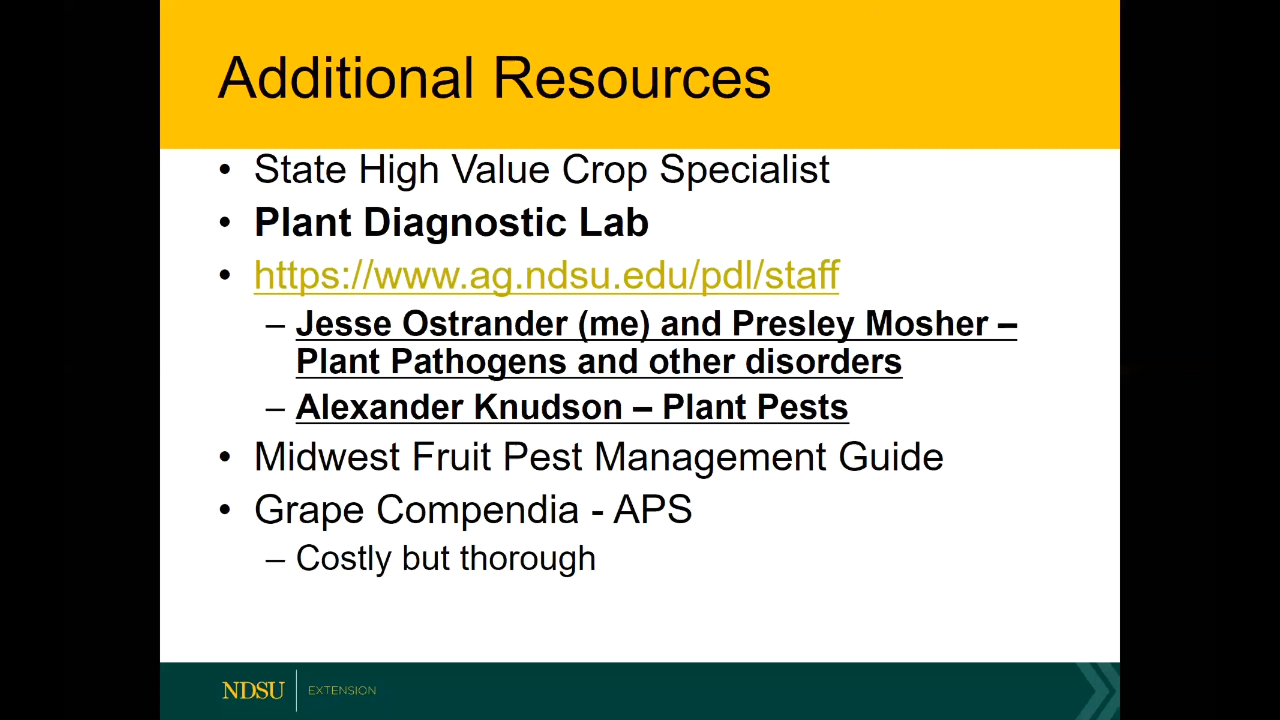 Additional Resources
• State High Value Crop Specialist
• Plant Diagnostic Lab
• https://www.ag.ndsu.edu/pdl/staff
– Jesse Ostrander (me) and Presley Mosher –
Plant Pathogens and other disorders
– Alexander Knudson – Plant Pests
• Midwest Fruit Pest Management Guide
• Grape Compendia - APS
– Costly but thorough
NDSU EXTENSION